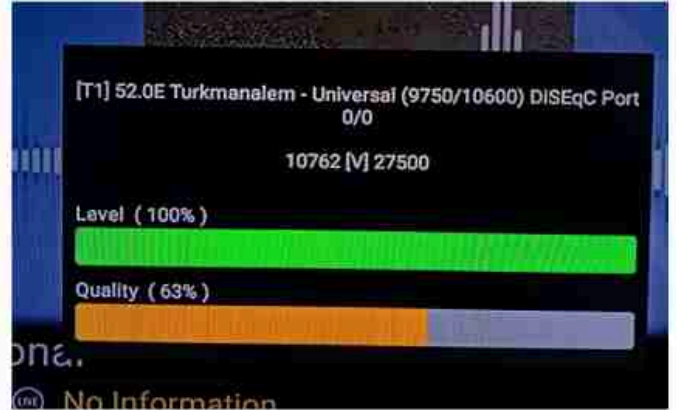 [T1] 52.0E Turkmanalem - Universal (9750/10600) DiSEqC Port
0/0
10762 [V] 27500
Level ( 100% )
Quality ( 63% )
LIVE
No Information